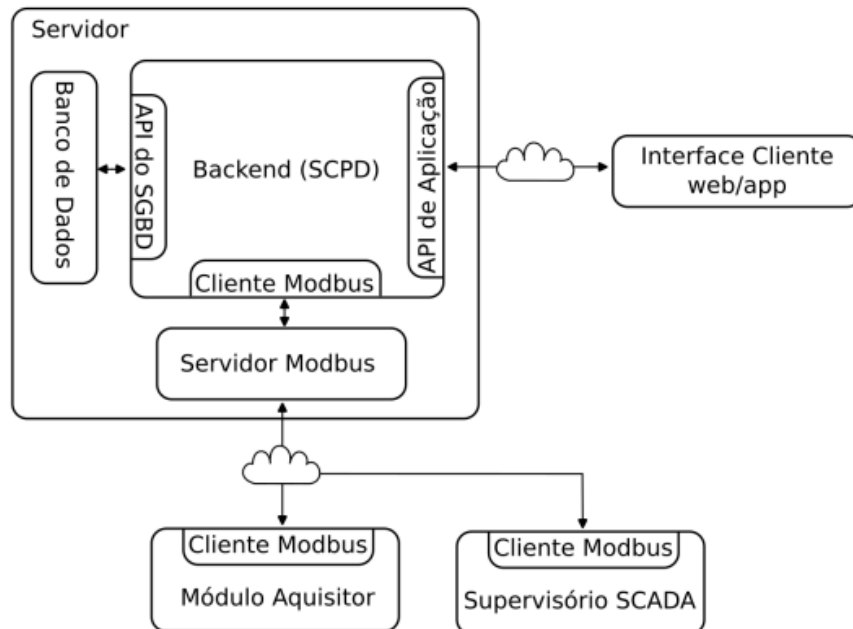 Servidor
Banco de Dados
API do SGBD
Backend (SCPD)
API de Aplicação
Interface Cliente
web/app
Cliente Modbus
Servidor Modbus
Cliente Modbus
Módulo Aquisitor
Cliente Modbus
Supervisório SCADA